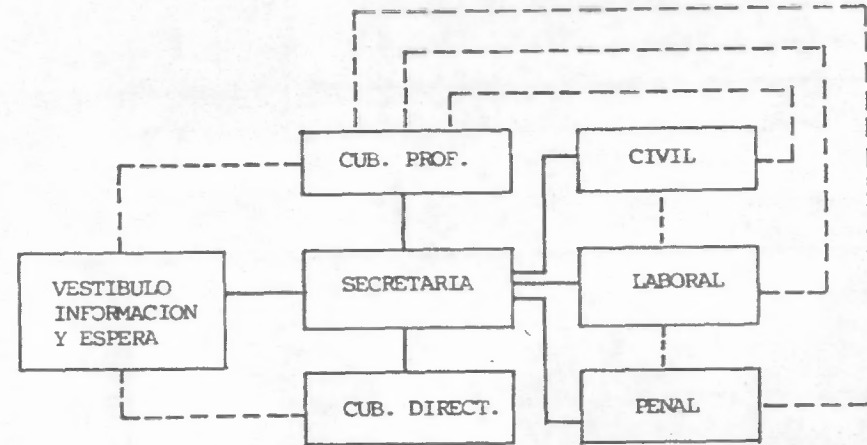 CUB. PROF.
CIVIL
VESTIBULO
INFORMACION
Y ESPERA
SECRETARIA
LABORAL
CUB. DIRECT.
PENAL